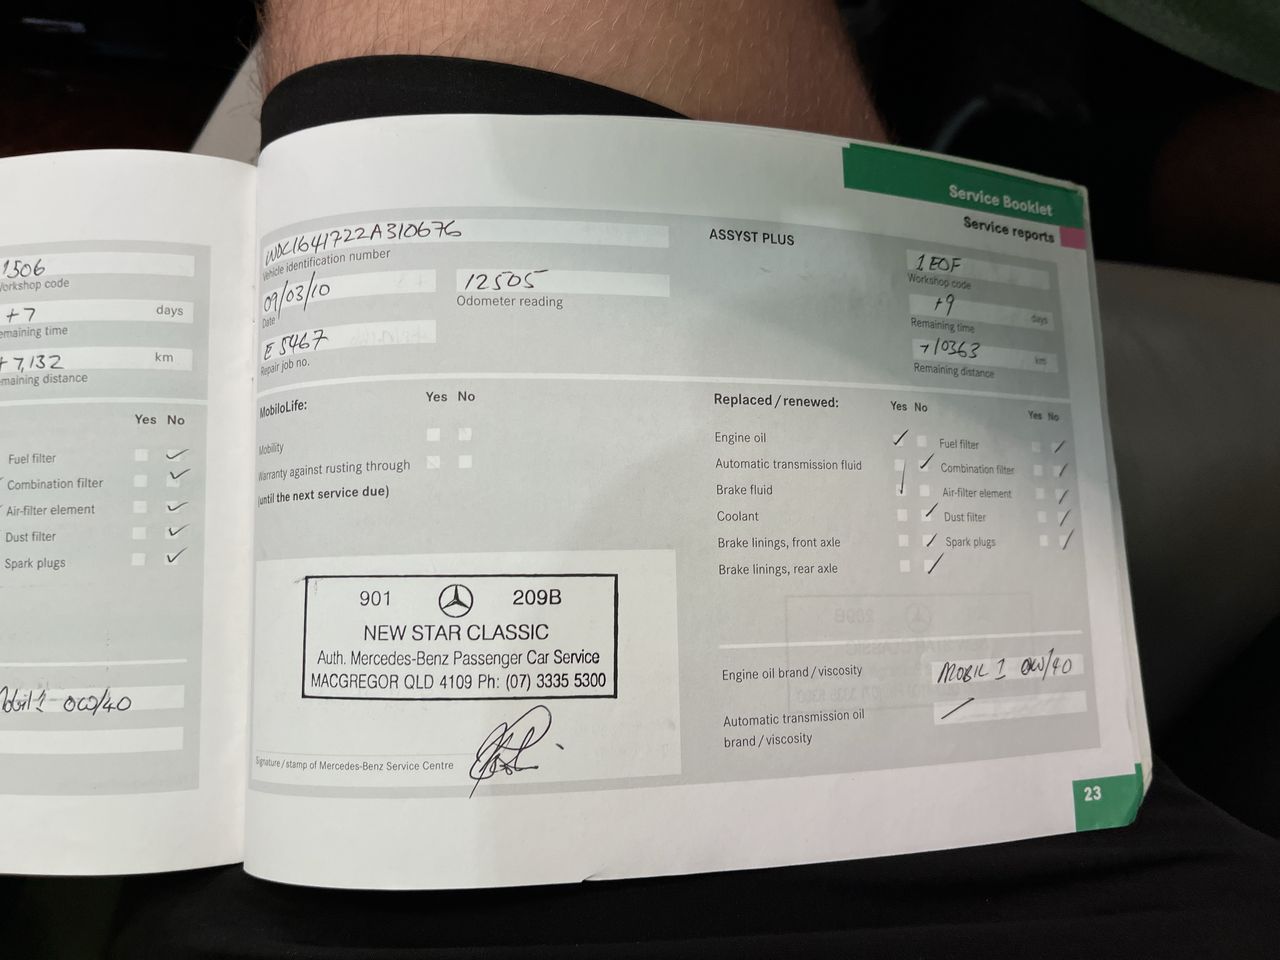 1506
Workshop code
+7 days
emaining time
+7,132 km
maining distance
Yes No
Fuel filter
Combination filter
Air-filter element
Dust filter
Spark plugs
Mobil 1 0W/40
Service Booklet
Service reports
WDC1641722A310676
Vehicle identification number
09/03/10
Date
12505
Odometer reading
E 5467
Repair job no.
ASSYST PLUS
1EOF
Workshop code
+9 days
Remaining time
+10363 km
Remaining distance
MobiloLife:
Yes No
Mobility
Warranty against rusting through
(until the next service due)
901 209B
NEW STAR CLASSIC
Auth. Mercedes-Benz Passenger Car Service
MACGREGOR QLD 4109 Ph: (07) 3335 5300
Signature / stamp of Mercedes-Benz Service Centre
Replaced / renewed:
Yes No
Engine oil
Automatic transmission fluid
Brake fluid
Coolant
Brake linings, front axle
Brake linings, rear axle
Yes No
Fuel filter
Combination filter
Air-filter element
Dust filter
Spark plugs
Engine oil brand / viscosity
MOBIL 1 0W/40
Automatic transmission oil
brand / viscosity
23